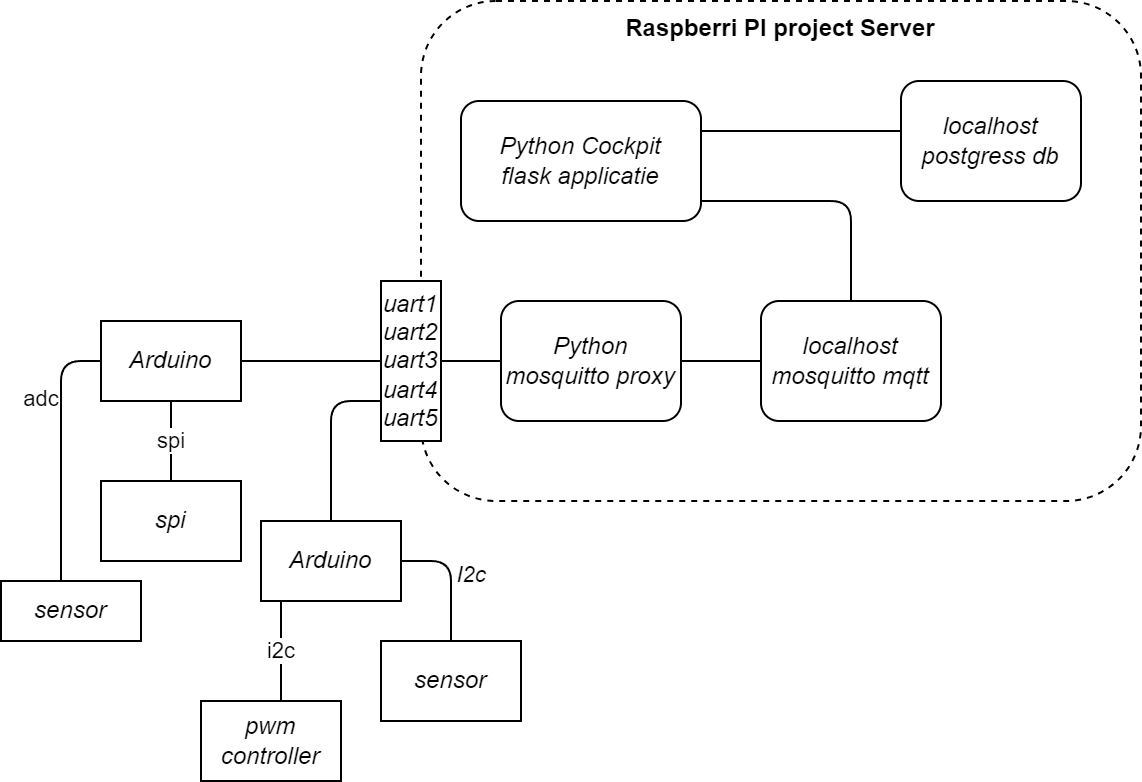 Raspberri PI project Server
Python Cockpit
flask applicatie
localhost
postgress db
uart1
uart2
uart3
uart4
uart5
Python
mosquitto proxy
localhost
mosquitto mqtt
Arduino
adc
spi
spi
sensor
Arduino
I2c
i2c
sensor
pwm
controller